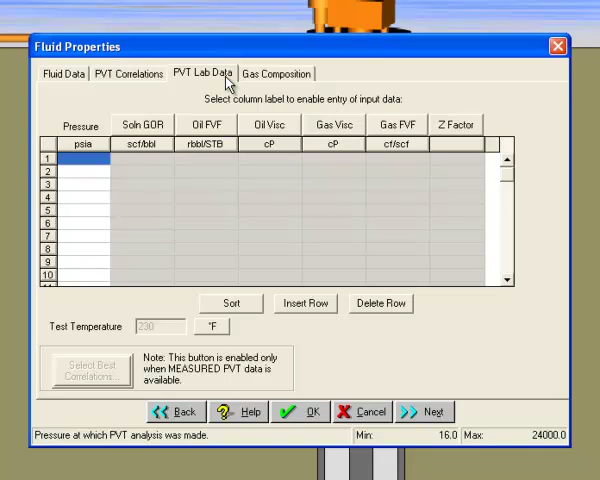 Fluid Properties
Fluid Data PVT Correlations PVT Lab Data Gas Composition
Select column label to enable entry of input data:
Pressure Soln GOR Oil FVF Oil Visc Gas Visc Gas FVF Z Factor
psia scf/bbl rbbl/STB cP cP cf/scf
1
2
3
4
5
6
7
8
9
10
Sort Insert Row Delete Row
Test Temperature 230 °F
Select Best
Correlations...
Note: This button is enabled only
when MEASURED PVT data is
available.
Back Help OK Cancel Next
Pressure at which PVT analysis was made. Min: 16.0 Max: 24000.0